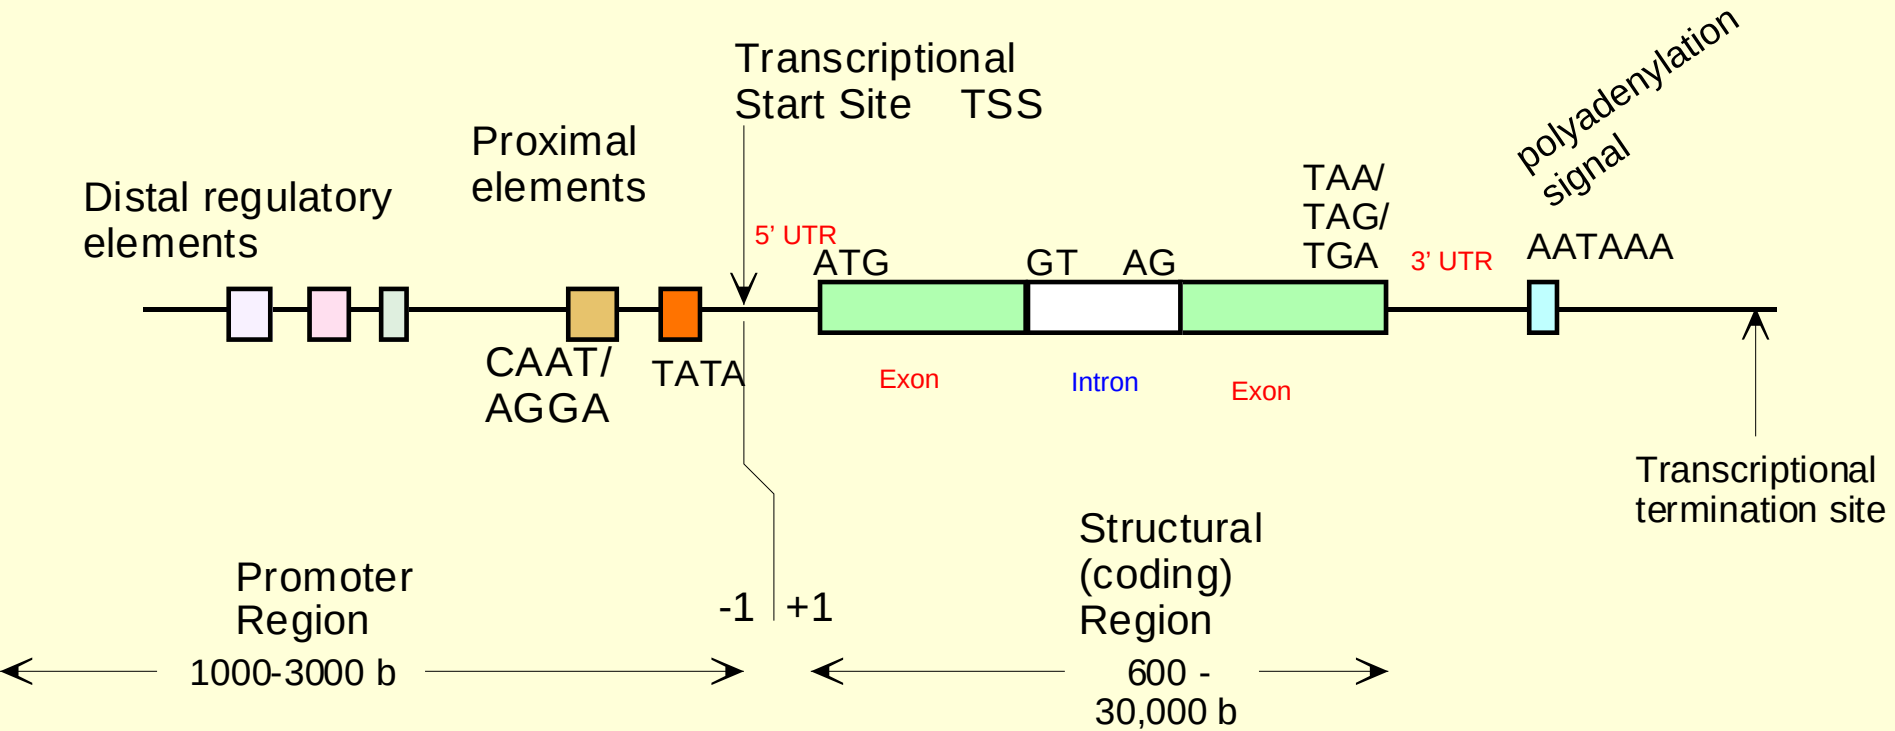 Transcriptional
Start Site TSS
polyadenylation
signal
Proximal
elements
Distal regulatory
elements
5’ UTR
ATG
GT
AG
TAA/
TAG/
TGA
3’ UTR
AATAAA
CAAT/
AGGA
TATA
Exon
Intron
Exon
Transcriptional
termination site
Promoter
Region
1000-3000 b
-1
+1
Structural
(coding)
Region
600 -
30,000 b